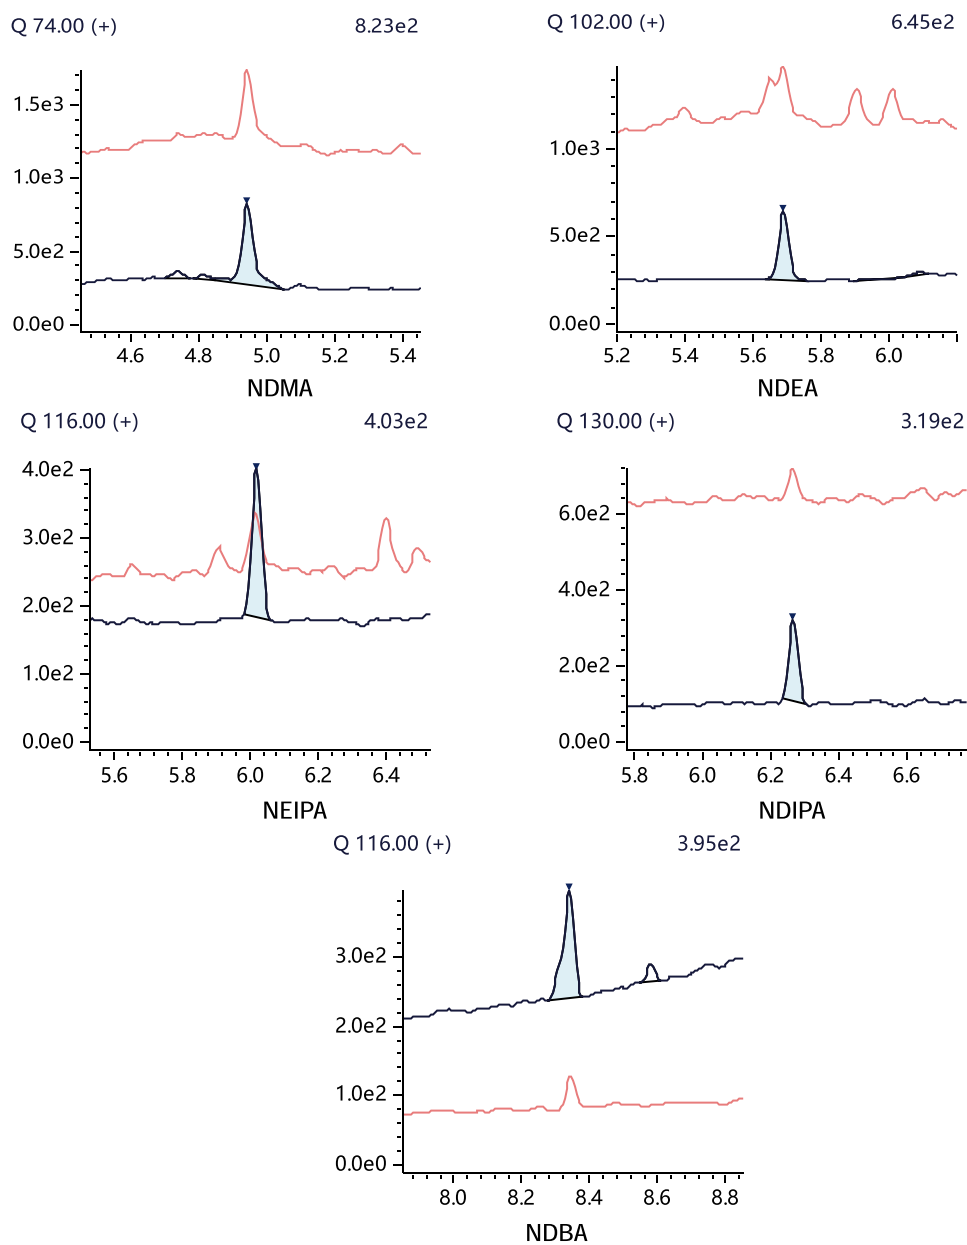 Q 74.00 (+) 8.23e2
1.5e3
1.0e3
5.0e2
0.0e0
4.6 4.8 5.0 5.2 5.4
NDMA
Q 102.00 (+) 6.45e2
1.0e3
5.0e2
0.0e0
5.2 5.4 5.6 5.8 6.0
NDEA
Q 116.00 (+) 4.03e2
4.0e2
3.0e2
2.0e2
1.0e2
0.0e0
5.6 5.8 6.0 6.2 6.4
NEIPA
Q 130.00 (+) 3.19e2
6.0e2
4.0e2
2.0e2
0.0e0
5.8 6.0 6.2 6.4 6.6
NDIPA
Q 116.00 (+) 3.95e2
3.0e2
2.0e2
1.0e2
0.0e0
8.0 8.2 8.4 8.6 8.8
NDBA